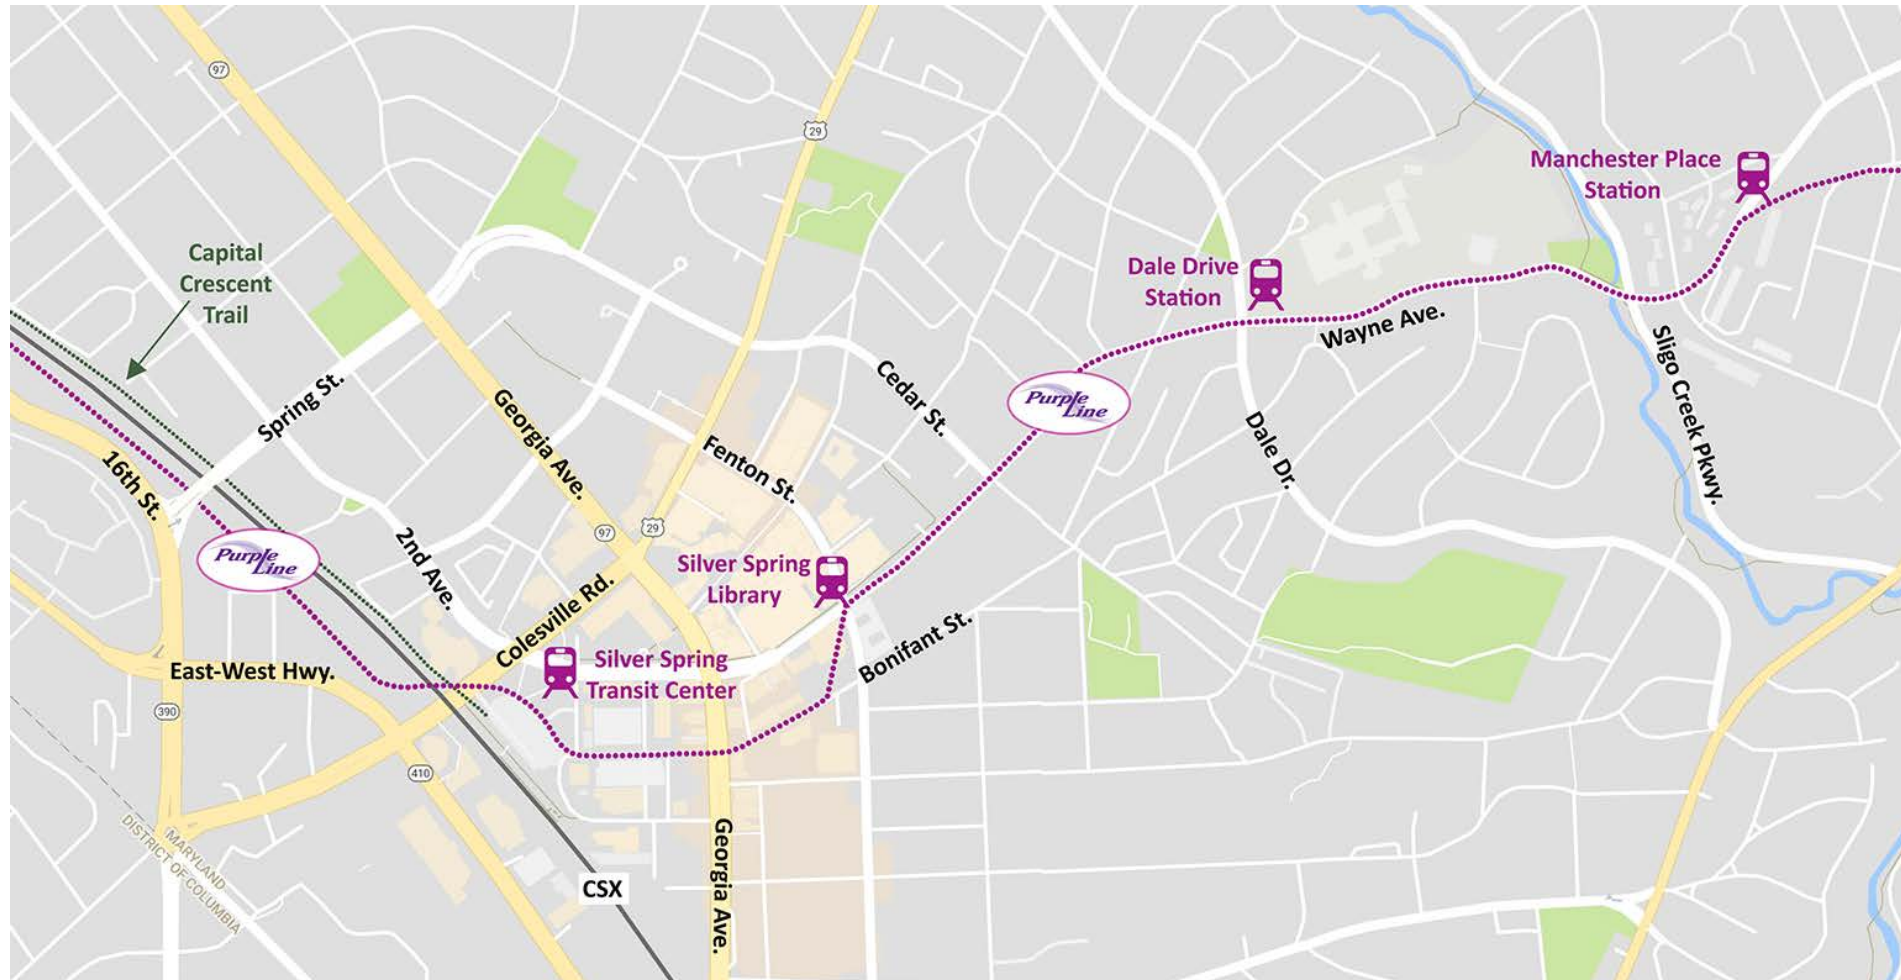 97
29
Manchester Place
Station
Capital
Crescent
Trail
Dale Drive
Station
Wayne Ave.
Sligo Creek Pkwy.
Spring St.
Georgia Ave.
Cedar St.
Purple
Line
Dale Dr.
16th St.
Fenton St.
2nd Ave.
97
29
Purple
Line
Silver Spring
Library
Colesville Rd.
Bonifant St.
East-West Hwy.
Silver Spring
Transit Center
390
410
MARYLAND
DISTRICT OF COLUMBIA
CSX
Georgia Ave.